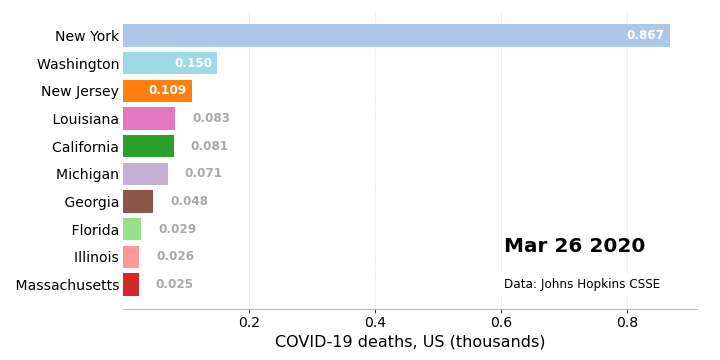 New York 0.867
Washington 0.150
New Jersey 0.109
Louisiana 0.083
California 0.081
Michigan 0.071
Georgia 0.048
Florida 0.029
Illinois 0.026
Massachusetts 0.025
Mar 26 2020
Data: Johns Hopkins CSSE
0.2 0.4 0.6 0.8
COVID-19 deaths, US (thousands)